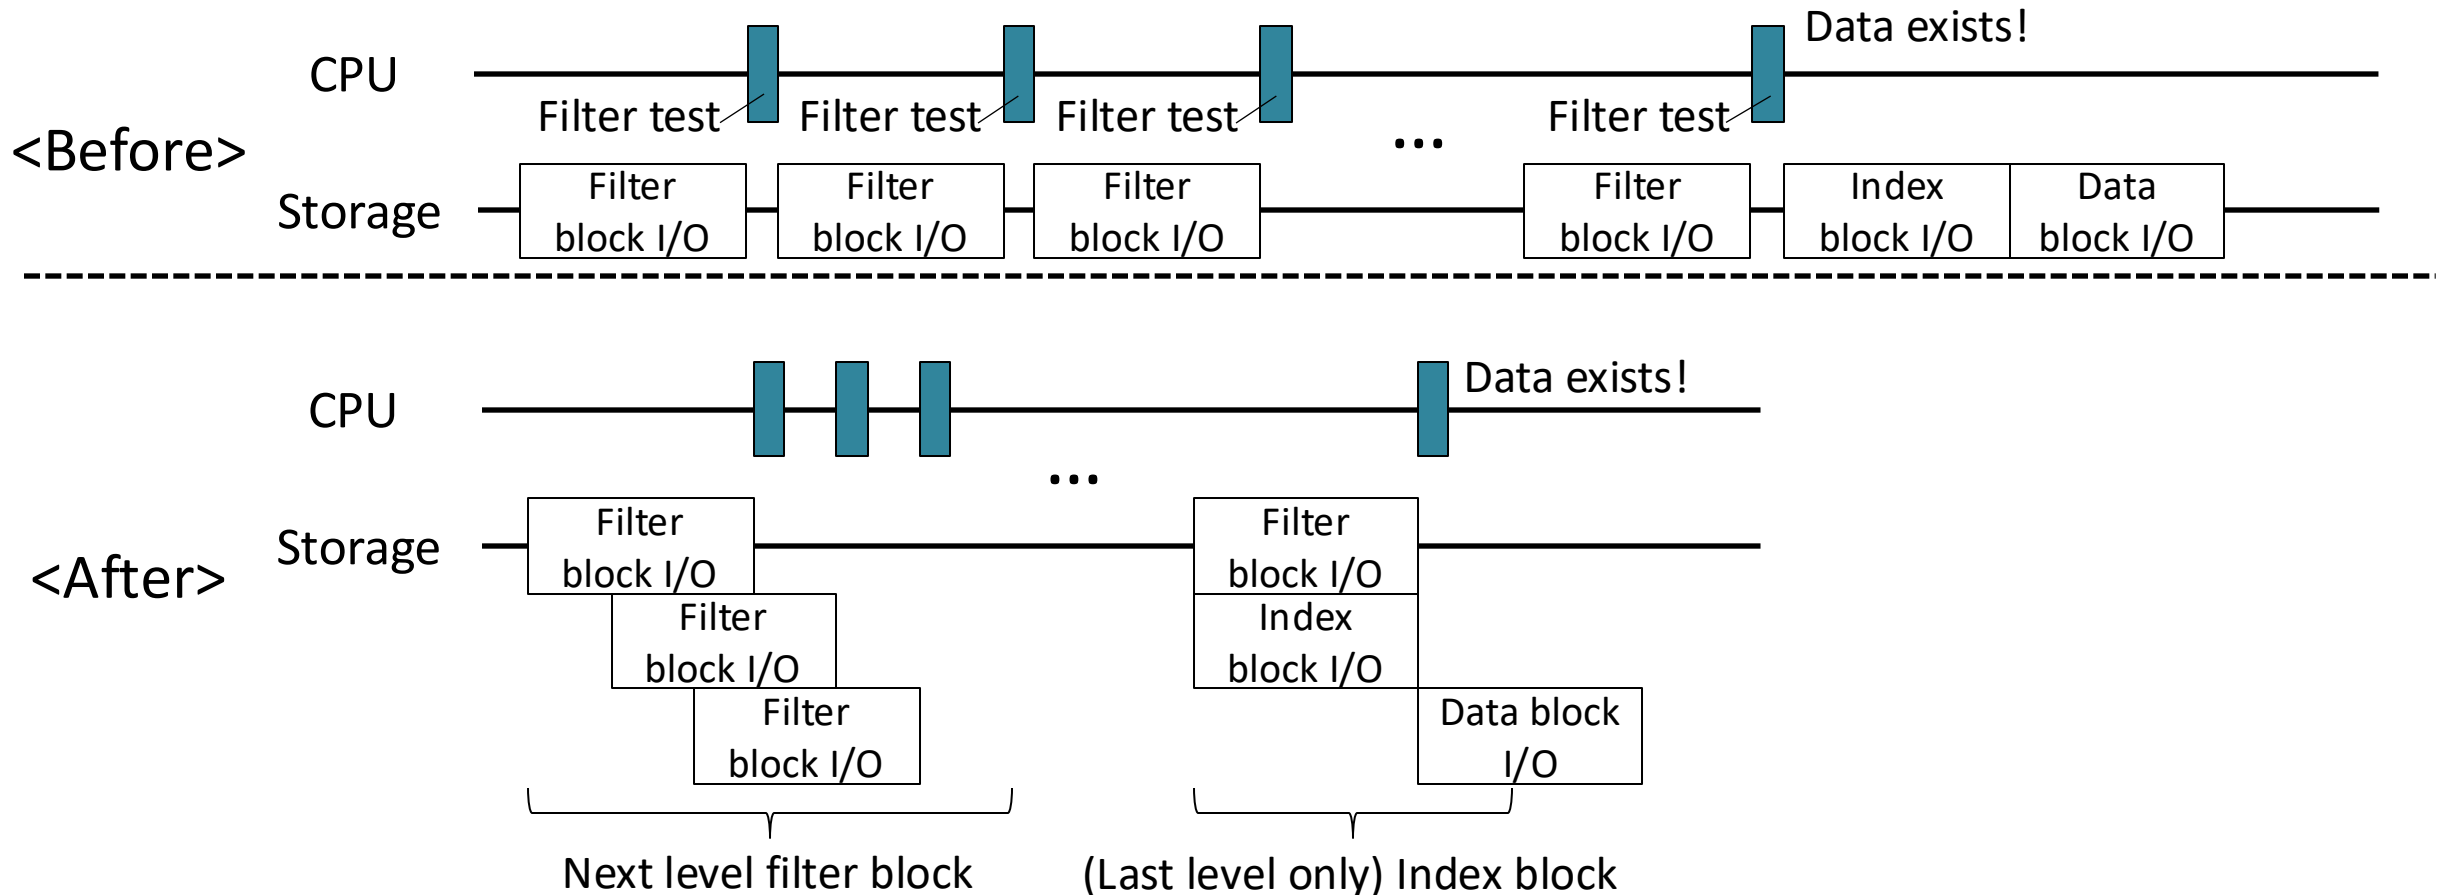 Data exists!
CPU
Filter test
Filter test
Filter test
Filter test
...
<Before>
Storage
Filter
block I/O
Filter
block I/O
Filter
block I/O
Filter
block I/O
Index
block I/O
Data
block I/O
CPU
Data exists!
...
<After>
Storage
Filter
block I/O
Filter
block I/O
Filter
block I/O
Filter
block I/O
Index
block I/O
Data block
I/O
Next level filter block
(Last level only) Index block